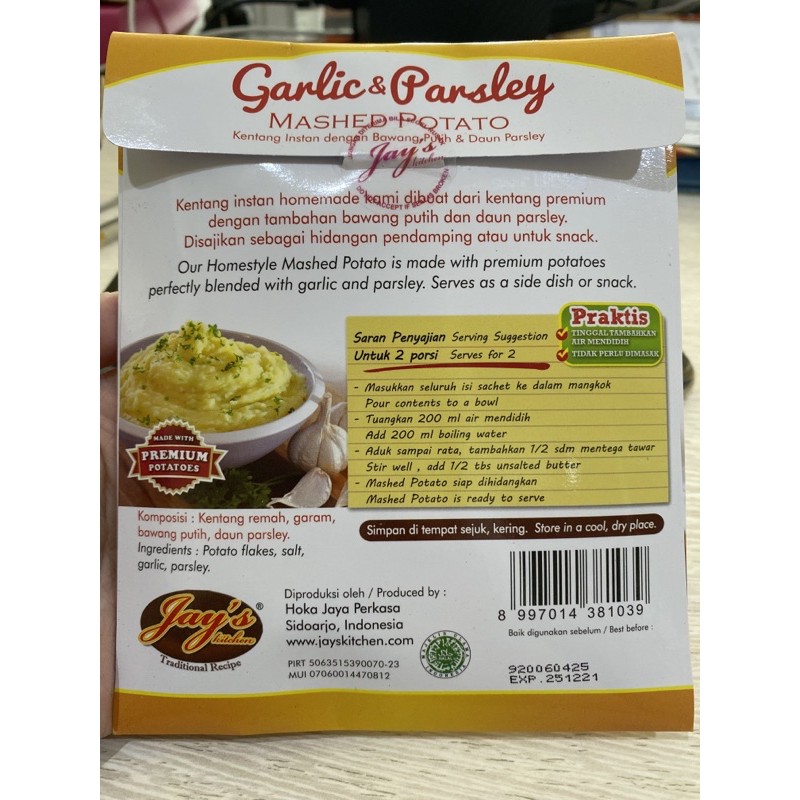 Garlic & Parsley
MASHED POTATO
Kentang Instan dengan Bawang Putih & Daun Parsley
Jay's
kitchen
Kentang instan homemade kami dibuat dari kentang premium
dengan tambahan bawang putih dan daun parsley.
Disajikan sebagai hidangan pendamping atau untuk snack.
Our Homestyle Mashed Potato is made with premium potatoes
perfectly blended with garlic and parsley. Serves as a side dish or snack.
Praktis
TINGGAL TAMBAHKAN
AIR MENDIDIH
TIDAK PERLU DIMASAK
Saran Penyajian Serving Suggestion
Untuk 2 porsi Serves for 2
- Masukkan seluruh isi sachet ke dalam mangkok
Pour contents to a bowl
- Tuangkan 200 ml air mendidih
Add 200 ml boiling water
- Aduk sampai rata, tambahkan 1/2 sdm mentega tawar
Stir well , add 1/2 tbs unsalted butter
- Mashed Potato siap dihidangkan
Mashed Potato is ready to serve
MADE WITH
PREMIUM
POTATOES
Komposisi : Kentang remah, garam,
bawang putih, daun parsley.
Ingredients : Potato flakes, salt,
garlic, parsley.
Simpan di tempat sejuk, kering. Store in a cool, dry place.
Jay's ®
kitchen
Traditional Recipe
Diproduksi oleh / Produced by :
Hoka Jaya Perkasa
Sidoarjo, Indonesia
www.jayskitchen.com
PIRT 5063515390070-23
MUI 07060014470812
8 997014 381039
Baik digunakan sebelum / Best before :
920060425
EXP.251221